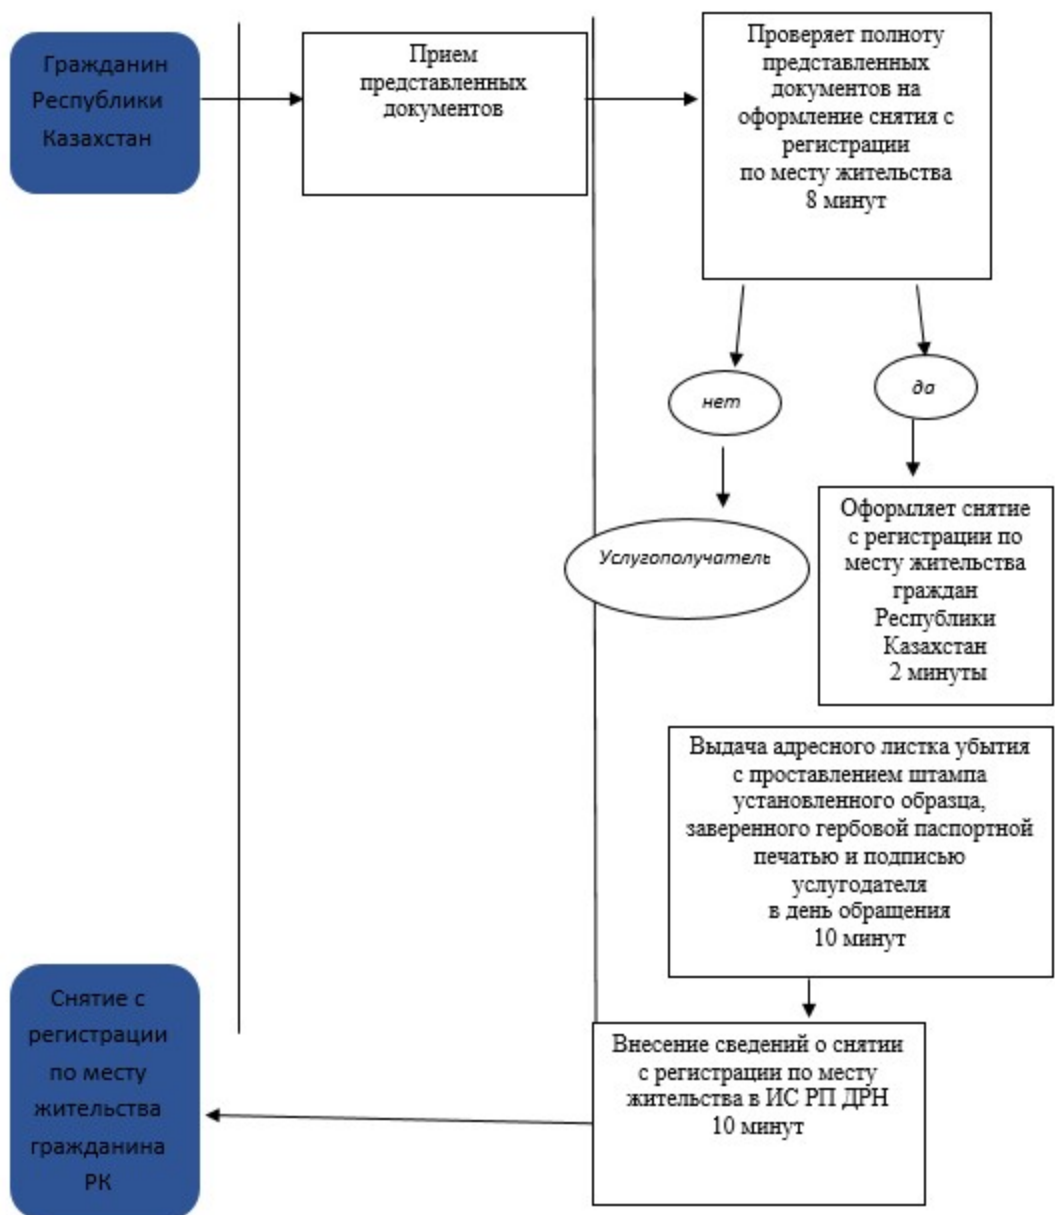 Гражданин
Республики
Казахстан
Прием
представленных
документов
Проверяет полноту
представленных
документов на
оформление снятия с
регистрации
по месту жительства
8 минут
нет
да
Услугополучатель
Оформляет снятие
с регистрации по
месту жительства
граждан
Республики
Казахстан
2 минуты
Выдача адресного листка убытия
с проставлением штампа
установленного образца,
заверенного гербовой паспортной
печатью и подписью
услугодателя
в день обращения
10 минут
Внесение сведений о снятии
с регистрации по месту
жительства в ИС РП ДРН
10 минут
Снятие с
регистрации
по месту
жительства
гражданина
РК